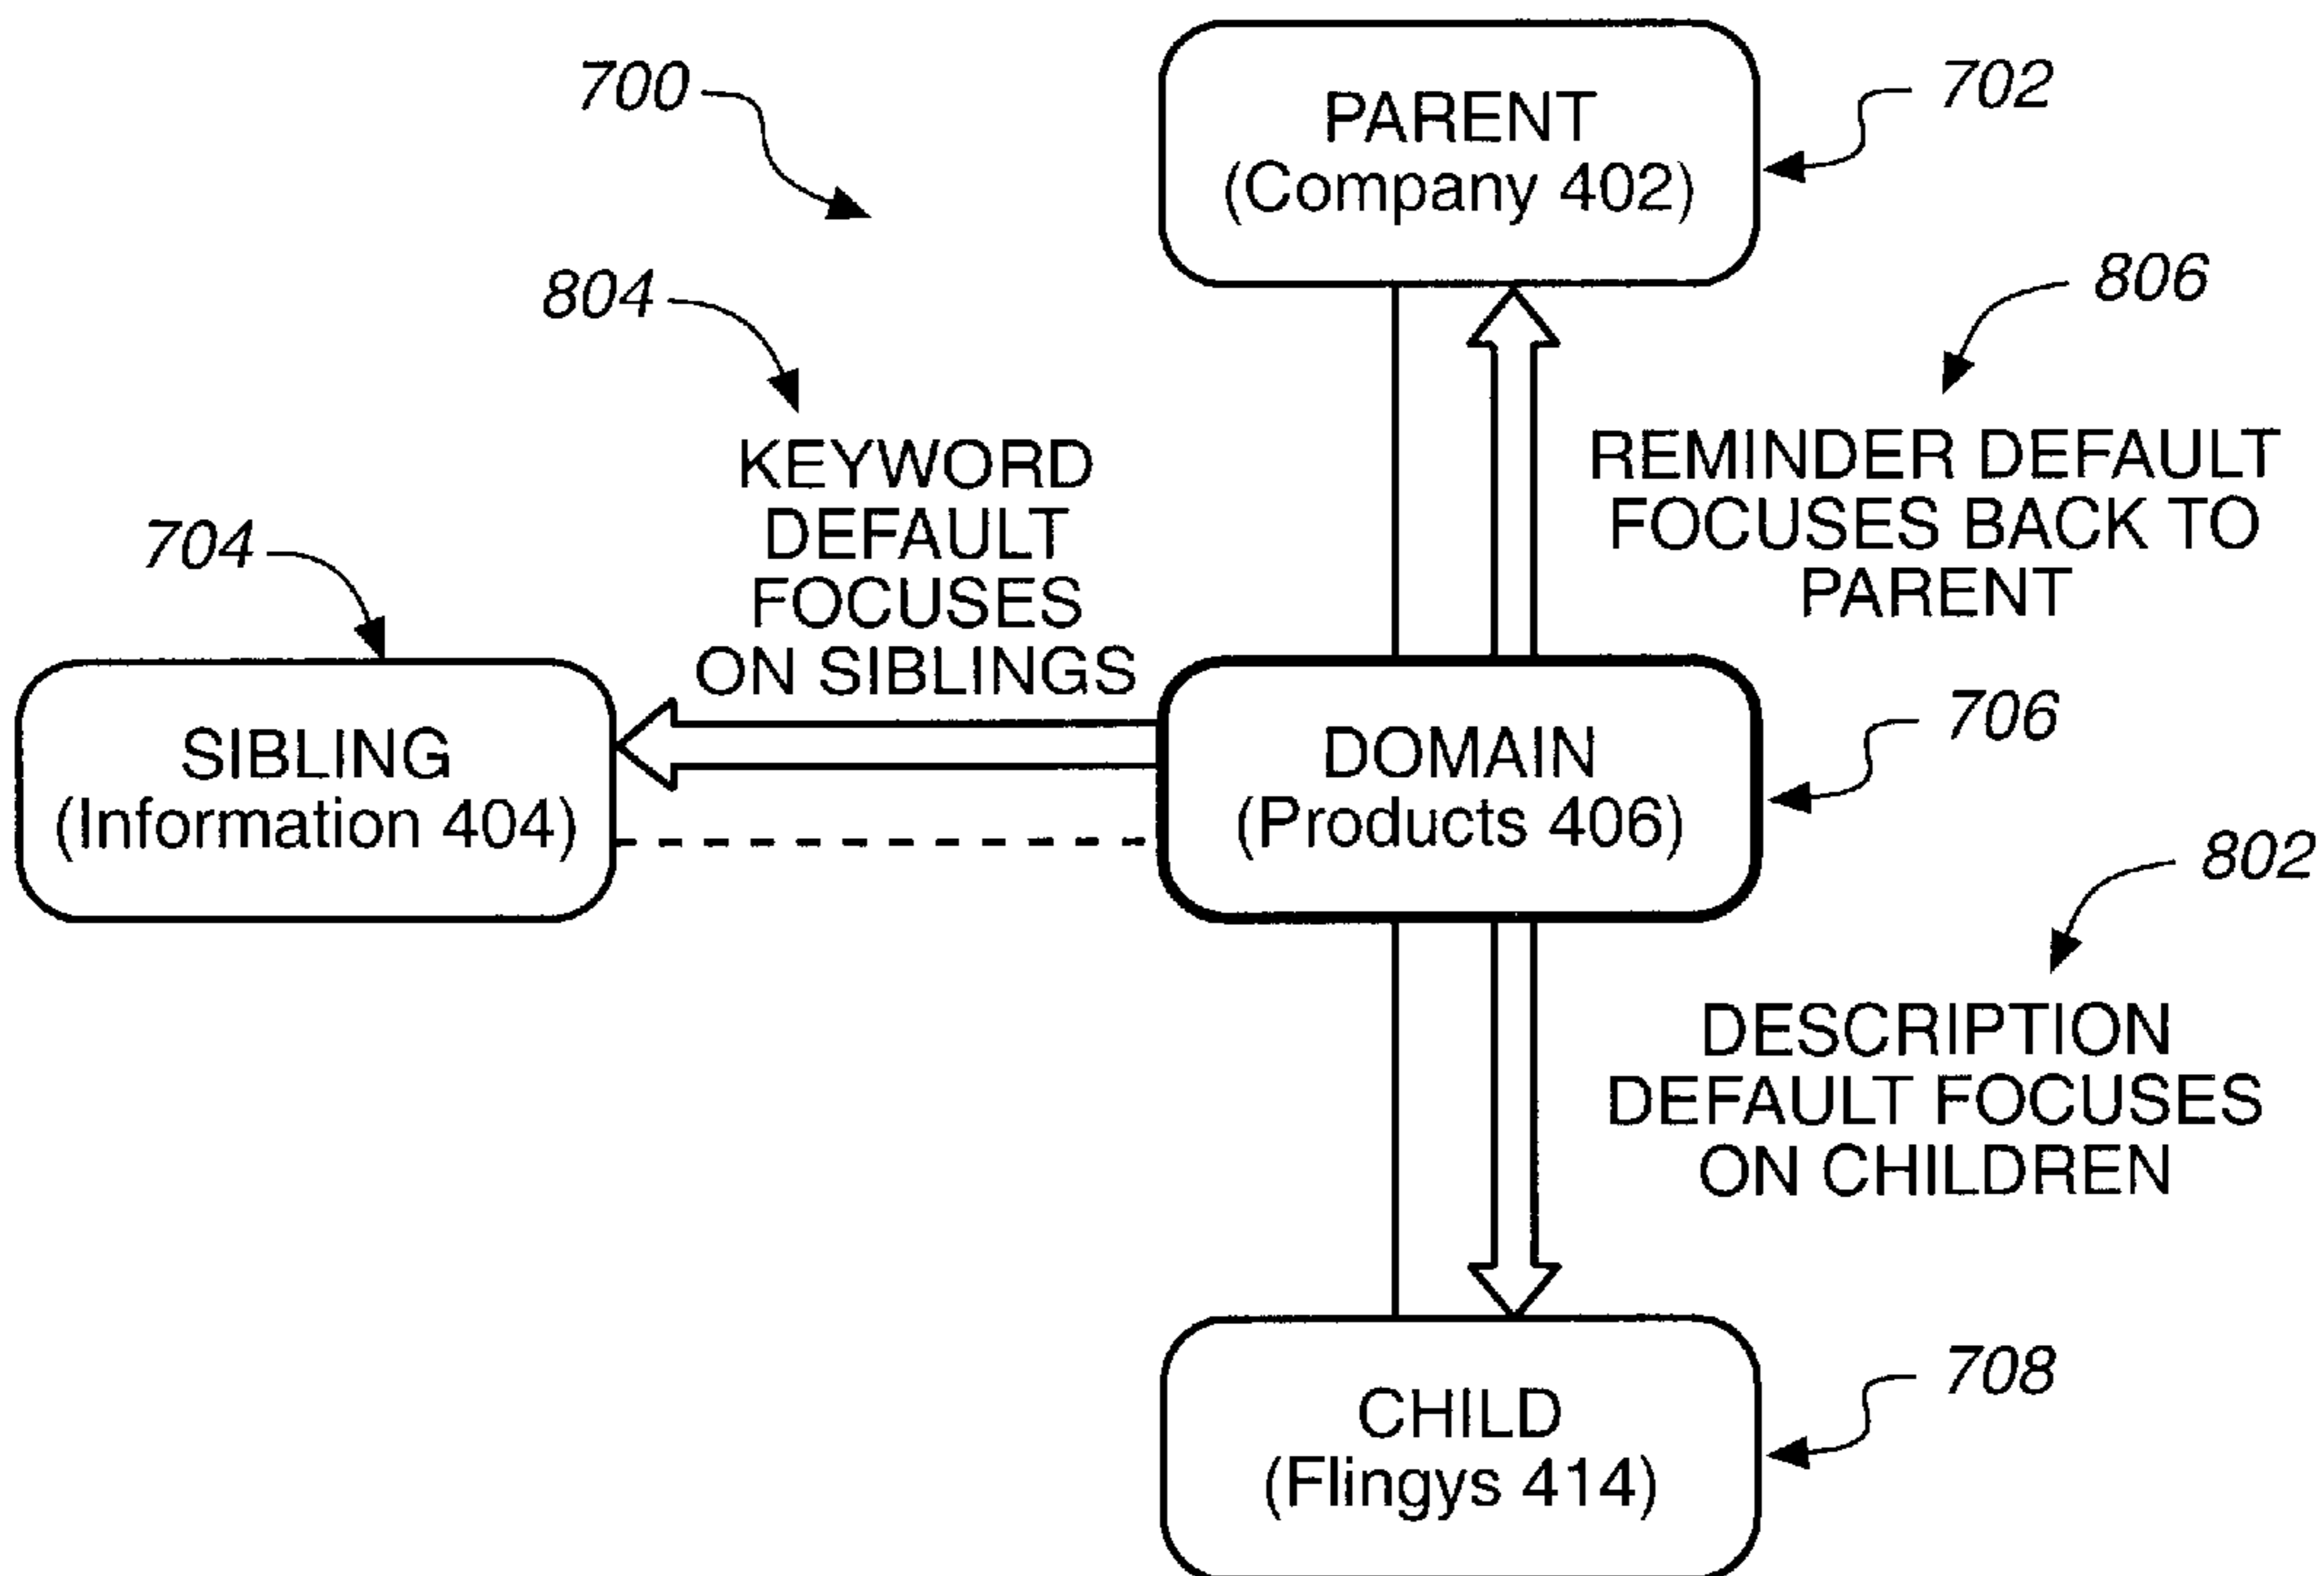 700
PARENT
(Company 402)
702
804
806
KEYWORD
DEFAULT
FOCUSES
ON SIBLINGS
REMINDER DEFAULT
FOCUSES BACK TO
PARENT
704
SIBLING
(Information 404)
DOMAIN
(Products 406)
706
802
DESCRIPTION
DEFAULT FOCUSES
ON CHILDREN
CHILD
(Flingys 414)
708